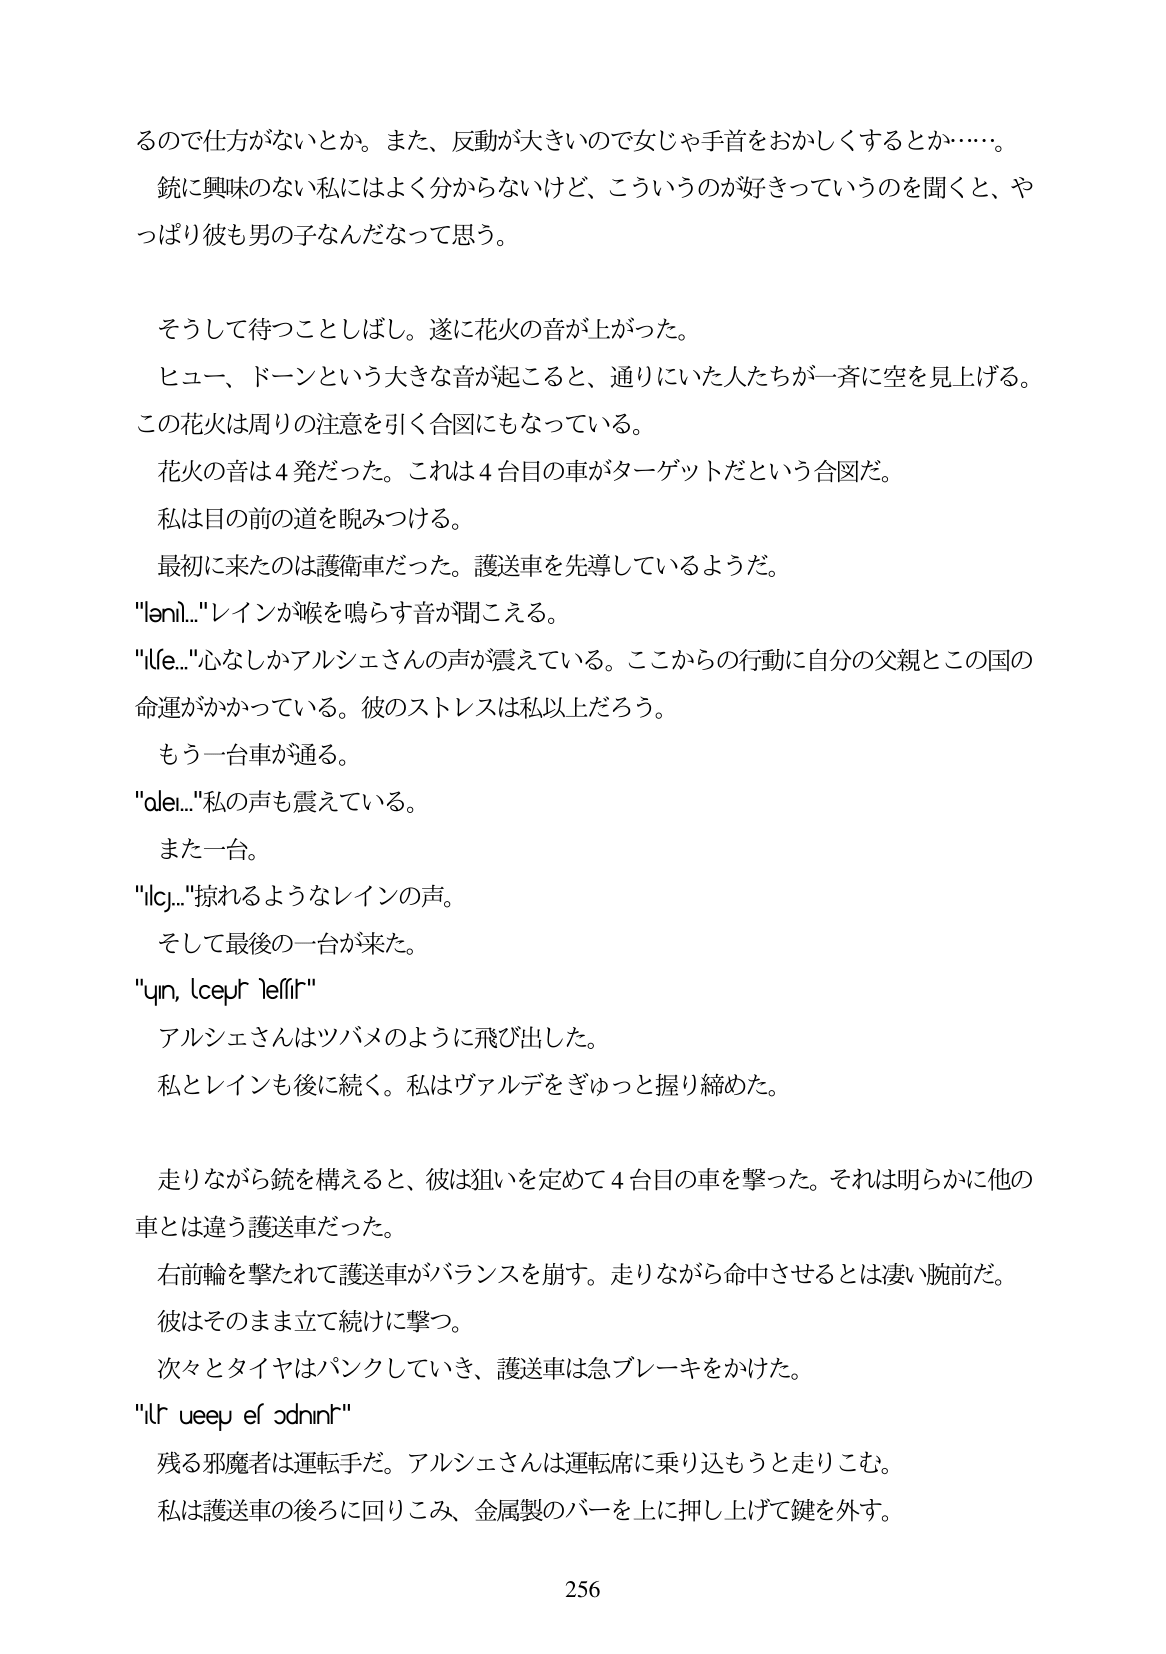 るので仕方がないとか。また、反動が大きいので女じゃ手首をおかしくするとか……。
銃に興味のない私にはよく分からないけど、こういうのが好きっていうのを聞くと、や
っぱり彼も男の子なんだなって思う。
そうして待つことしばし。遂に花火の音が上がった。
ヒュー、ドーンという大きな音が起こると、通りにいた人たちが一斉に空を見上げる。
この花火は周りの注意を引く合図にもなっている。
花火の音は4発だった。これは4台目の車がターゲットだという合図だ。
私は目の前の道を睨みつける。
最初に来たのは護衛車だった。護送車を先導しているようだ。
レインが喉を鳴らす音が聞こえる。
心なしかアルシェさんの声が震えている。ここからの行動に自分の父親とこの国の
命運がかかっている。彼のストレスは私以上だろう。
もう一台車が通る。
私の声も震えている。
また一台。
掠れるようなレインの声。
そして最後の一台が来た。
アルシェさんはツバメのように飛び出した。
私とレインも後に続く。私はヴァルデをぎゅっと握り締めた。
走りながら銃を構えると、彼は狙いを定めて4台目の車を撃った。それは明らかに他の
車とは違う護送車だった。
右前輪を撃たれて護送車がバランスを崩す。走りながら命中させるとは凄い腕前だ。
彼はそのまま立て続けに撃つ。
次々とタイヤはパンクしていき、護送車は急ブレーキをかけた。
残る邪魔者は運転手だ。アルシェさんは運転席に乗り込もうと走りこむ。
私は護送車の後ろに回りこみ、金属製のバーを上に押し上げて鍵を外す。
256